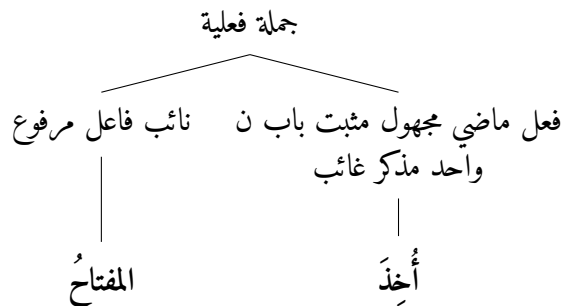 جملة فعلية
فعل ماضي مجهول مثبت باب ن نائب فاعل مرفوع
واحد مذكر غائب
أُخِذَ المفتاحُ